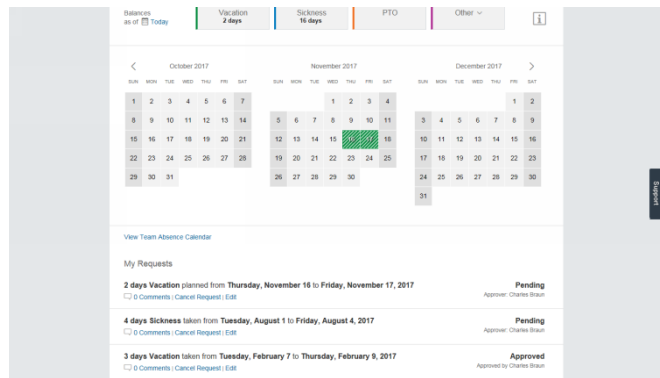 Balances
as of Today
Vacation
2 days
Sickness
16 days
PTO
Other
i
October 2017
SUN MON TUE WED THU FRI SAT
1 2 3 4 5 6 7
8 9 10 11 12 13 14
15 16 17 18 19 20 21
22 23 24 25 26 27 28
29 30 31
November 2017
SUN MON TUE WED THU FRI SAT
1 2 3 4
5 6 7 8 9 10 11
12 13 14 15 16 17 18
19 20 21 22 23 24 25
26 27 28 29 30
December 2017
SUN MON TUE WED THU FRI SAT
1 2
3 4 5 6 7 8 9
10 11 12 13 14 15 16
17 18 19 20 21 22 23
24 25 26 27 28 29 30
31
Support
View Team Absence Calendar
My Requests
2 days Vacation planned from Thursday, November 16 to Friday, November 17, 2017
Pending
0 Comments | Cancel Request | Edit
Approver: Charles Braun
4 days Sickness taken from Tuesday, August 1 to Friday, August 4, 2017
Pending
0 Comments | Cancel Request | Edit
Approver: Charles Braun
3 days Vacation taken from Tuesday, February 7 to Thursday, February 9, 2017
Approved
0 Comments | Cancel Request | Edit
Approved by Charles Braun